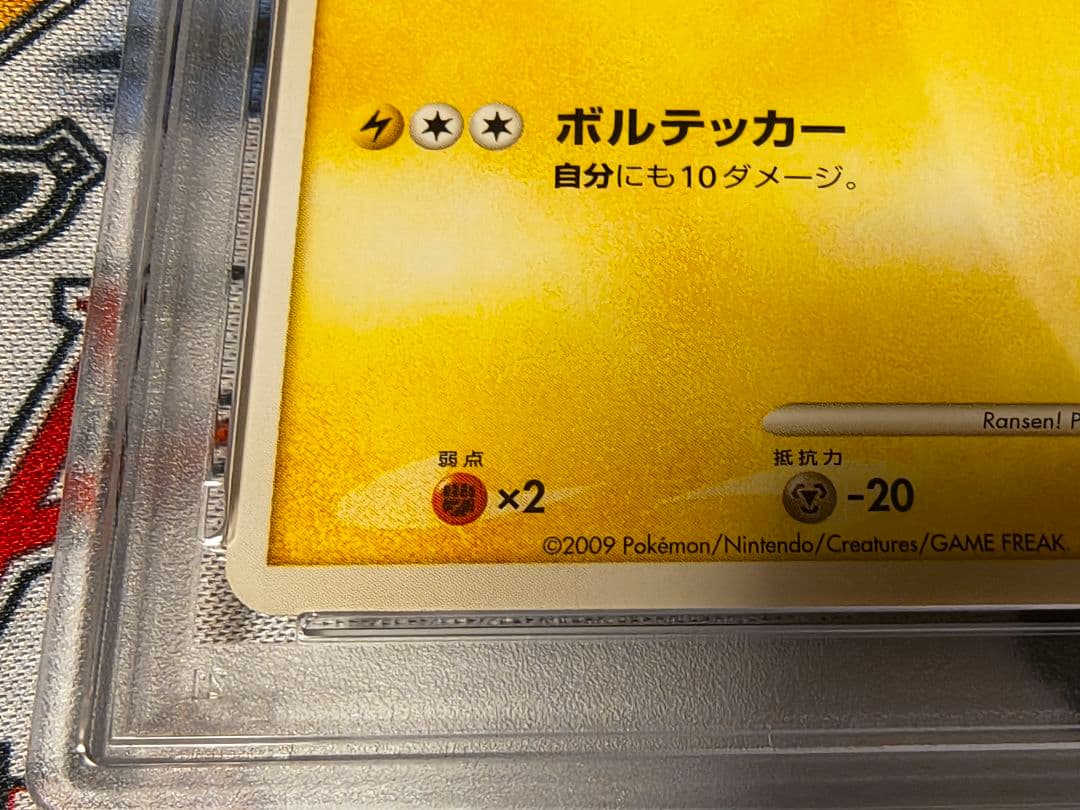 ボルテッカー
自分にも10ダメージ。
Ransen!
弱点
×2
抵抗力
-20
©2009 Pokémon/Nintendo/Creatures/GAME FREAK.